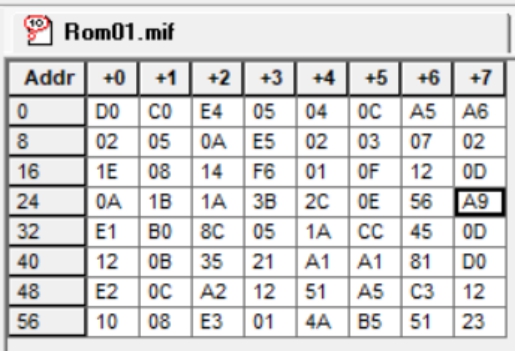 Rom01.mif
Addr +0 +1 +2 +3 +4 +5 +6 +7
0 D0 C0 E4 05 04 0C A5 A6
8 02 05 0A E5 02 03 07 02
16 1E 08 14 F6 01 0F 12 0D
24 0A 1B 1A 3B 2C 0E 56 A9
32 E1 B0 8C 05 1A CC 45 0D
40 12 0B 35 21 A1 A1 81 D0
48 E2 0C A2 12 51 A5 C3 12
56 10 08 E3 01 4A B5 51 23